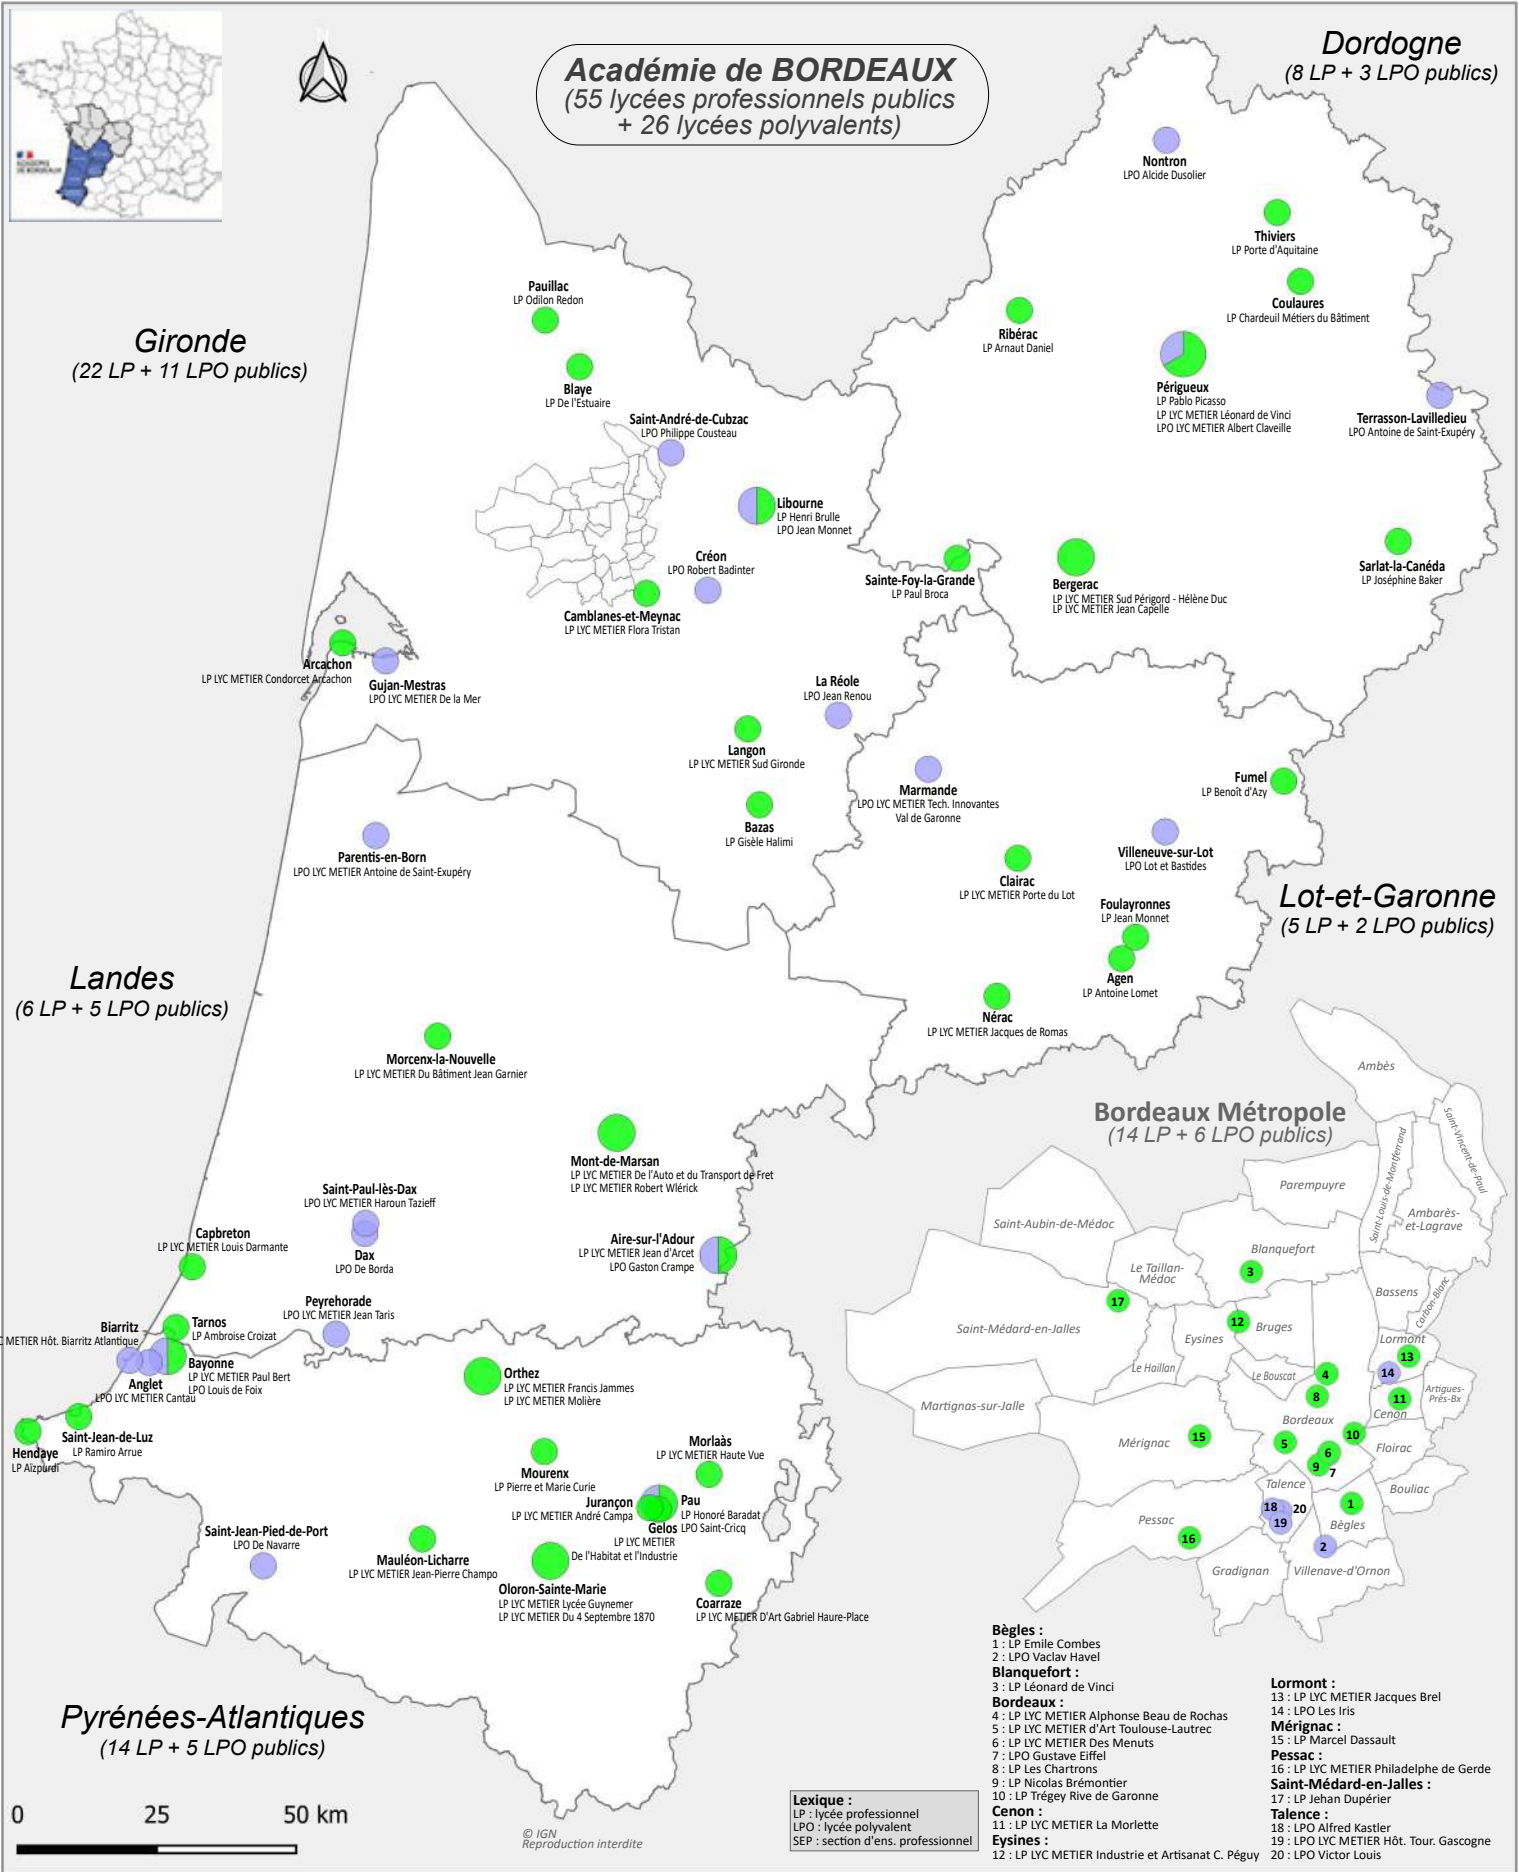 Académie de BORDEAUX
(55 lycées professionnels publics
+ 26 lycées polyvalents)
N
ACADÉMIE
DE BORDEAUX
Dordogne
(8 LP + 3 LPO publics)
Nontron
LPO Alcide Dusolier
Thiviers
LP Porte d'Aquitaine
Coulaures
LP Chardeuil Métiers du Bâtiment
Ribérac
LP Arnaut Daniel
Périgueux
LP Pablo Picasso
LP LYC METIER Léonard de Vinci
LPO LYC METIER Albert Claveille
Terrasson-Lavilledieu
LPO Antoine de Saint-Exupéry
Sarlat-la-Canéda
LP Joséphine Baker
Bergerac
LP LYC METIER Sud Périgord - Hélène Duc
LP LYC METIER Jean Capelle
Gironde
(22 LP + 11 LPO publics)
Pauillac
LP Odilon Redon
Blaye
LP De l'Estuaire
Saint-André-de-Cubzac
LPO Philippe Cousteau
Libourne
LP Henri Brulle
LPO Jean Monnet
Créon
LPO Robert Badinter
Camblanes-et-Meynac
LP LYC METIER Flora Tristan
Sainte-Foy-la-Grande
LP Paul Broca
Arcachon
LP LYC METIER Condorcet Arcachon
Gujan-Mestras
LPO LYC METIER De la Mer
La Réole
LPO Jean Renou
Langon
LP LYC METIER Sud Gironde
Bazas
LP Gisèle Halimi
Lot-et-Garonne
(5 LP + 2 LPO publics)
Marmande
LPO LYC METIER Tech. Innovantes
Val de Garonne
Fumel
LP Benoît d'Azy
Villeneuve-sur-Lot
LPO Lot et Bastides
Clairac
LP LYC METIER Porte du Lot
Foulayronnes
LP Jean Monnet
Agen
LP Antoine Lomet
Nérac
LP LYC METIER Jacques de Romas
Landes
(6 LP + 5 LPO publics)
Parentis-en-Born
LPO LYC METIER Antoine de Saint-Exupéry
Morcenx-la-Nouvelle
LP LYC METIER Du Bâtiment Jean Garnier
Mont-de-Marsan
LP LYC METIER De l'Auto et du Transport de Fret
LP LYC METIER Robert Wlérick
Saint-Paul-lès-Dax
LPO LYC METIER Haroun Tazieff
Dax
LPO De Borda
Capbreton
LP LYC METIER Louis Darmante
Aire-sur-l'Adour
LP LYC METIER Jean d'Arcet
LPO Gaston Crampe
Peyrehorade
LPO LYC METIER Jean Taris
Tarnos
LP Ambroise Croizat
Pyrénées-Atlantiques
(14 LP + 5 LPO publics)
Biarritz
C METIER Hôt. Biarritz Atlantique
Bayonne
LP LYC METIER Paul Bert
LPO Louis de Foix
Anglet
LPO LYC METIER Cantau
Saint-Jean-de-Luz
LP Ramiro Arrue
Hendaye
LP Aizpurdi
Orthez
LP LYC METIER Francis Jammes
LP LYC METIER Molière
Mourenx
LP Pierre et Marie Curie
Morlaàs
LP LYC METIER Haute Vue
Jurançon
LP LYC METIER André Campa
Pau
LP Honoré Baradat
LPO Saint-Cricq
Gelos
LP LYC METIER
De l'Habitat et l'Industrie
Saint-Jean-Pied-de-Port
LPO De Navarre
Mauléon-Licharre
LP LYC METIER Jean-Pierre Champo
Oloron-Sainte-Marie
LP LYC METIER Lycée Guynemer
LP LYC METIER Du 4 Septembre 1870
Coarraze
LP LYC METIER D'Art Gabriel Haure-Place
Bordeaux Métropole
(14 LP + 6 LPO publics)
Ambès
Saint-Vincent-de-Paul
Saint-Louis-de-Montferrand
Parempuyre
Ambarès-
et-Lagrave
Saint-Aubin-de-Médoc
Blanquefort
3
Le Taillan-
Médoc
Bassens
Carbon-Blanc
17
Saint-Médard-en-Jalles
12
Eysines
Bruges
Lormont
13
Le Haillan
Le Bouscat
4
14
Artigues-
Près-Bx
8
11
Cenon
Martignas-sur-Jalle
Bordeaux
Mérignac
15
5
10
6
9
7
Floirac
Talence
Bouliac
18
20
19
1
Bègles
Pessac
16
2
Gradignan
Villenave-d'Ornon
Bègles :
1 : LP Emile Combes
2 : LPO Vaclav Havel
Blanquefort :
3 : LP Léonard de Vinci
Bordeaux :
4 : LP LYC METIER Alphonse Beau de Rochas
5 : LP LYC METIER d'Art Toulouse-Lautrec
6 : LP LYC METIER Des Menuts
7 : LPO Gustave Eiffel
8 : LP Les Chartrons
9 : LP Nicolas Brémontier
10 : LP Trégey Rive de Garonne
Cenon :
11 : LP LYC METIER La Morlette
Eysines :
12 : LP LYC METIER Industrie et Artisanat C. Péguy
Lormont :
13 : LP LYC METIER Jacques Brel
14 : LPO Les Iris
Mérignac :
15 : LP Marcel Dassault
Pessac :
16 : LP LYC METIER Philadelphe de Gerde
Saint-Médard-en-Jalles :
17 : LP Jehan Dupérier
Talence :
18 : LPO Alfred Kastler
19 : LPO LYC METIER Hôt. Tour. Gascogne
20 : LPO Victor Louis
Lexique :
LP : lycée professionnel
LPO : lycée polyvalent
SEP : section d'ens. professionnel
© IGN
Reproduction interdite
0 25 50 km